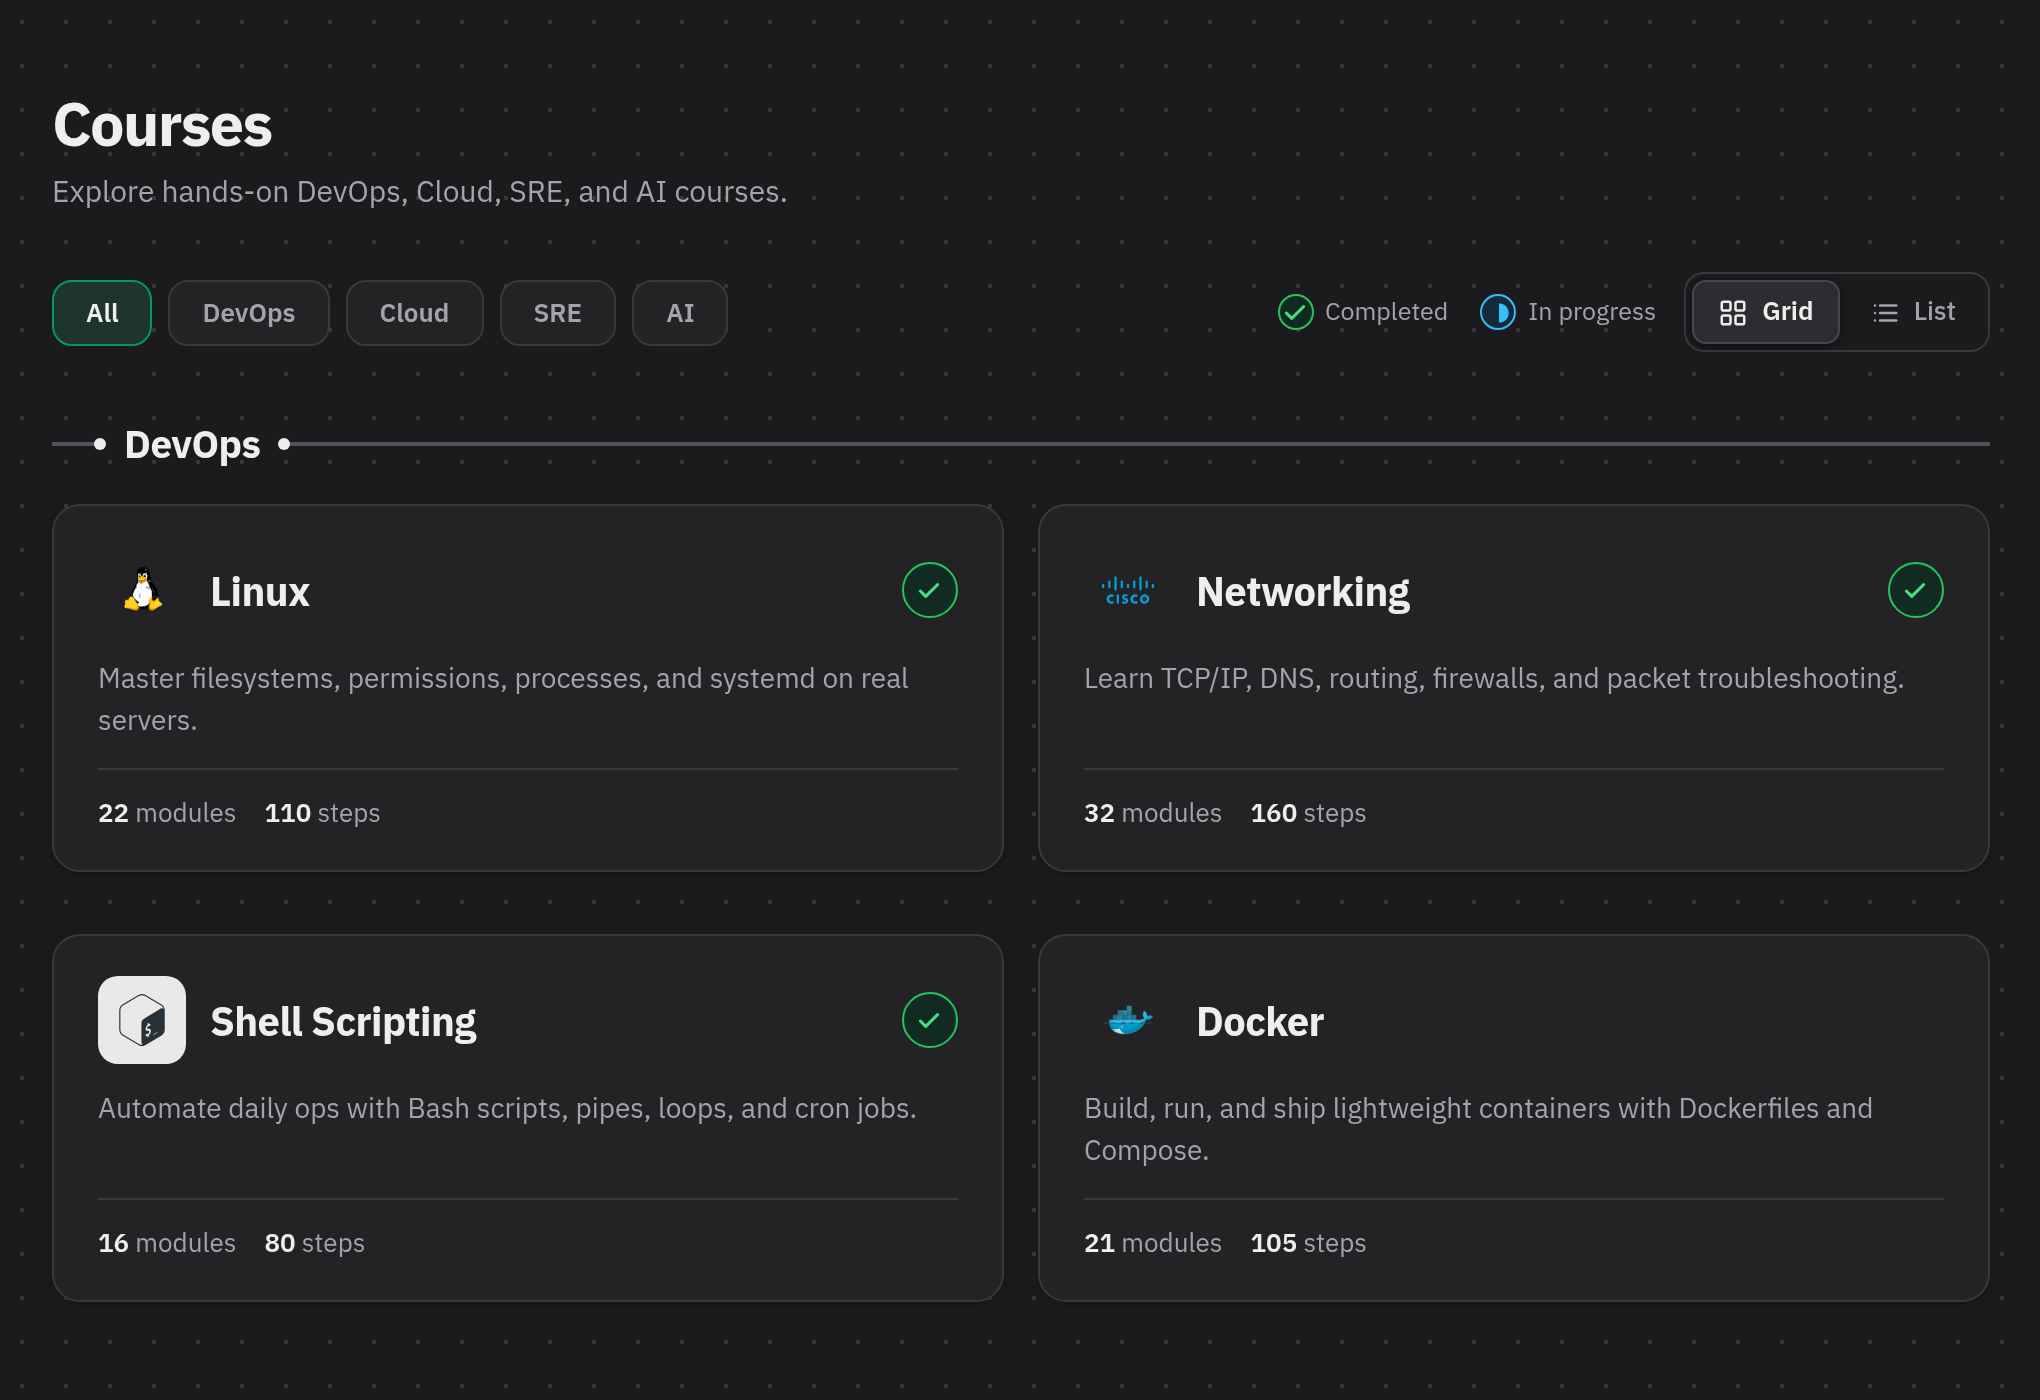 Courses
Explore hands-on DevOps, Cloud, SRE, and AI courses.
All DevOps Cloud SRE AI Completed In progress Grid List
DevOps
Linux
Master filesystems, permissions, processes, and systemd on real
servers.
22 modules 110 steps
CISCO Networking
Learn TCP/IP, DNS, routing, firewalls, and packet troubleshooting.
32 modules 160 steps
$_ Shell Scripting
Automate daily ops with Bash scripts, pipes, loops, and cron jobs.
16 modules 80 steps
Docker
Build, run, and ship lightweight containers with Dockerfiles and
Compose.
21 modules 105 steps